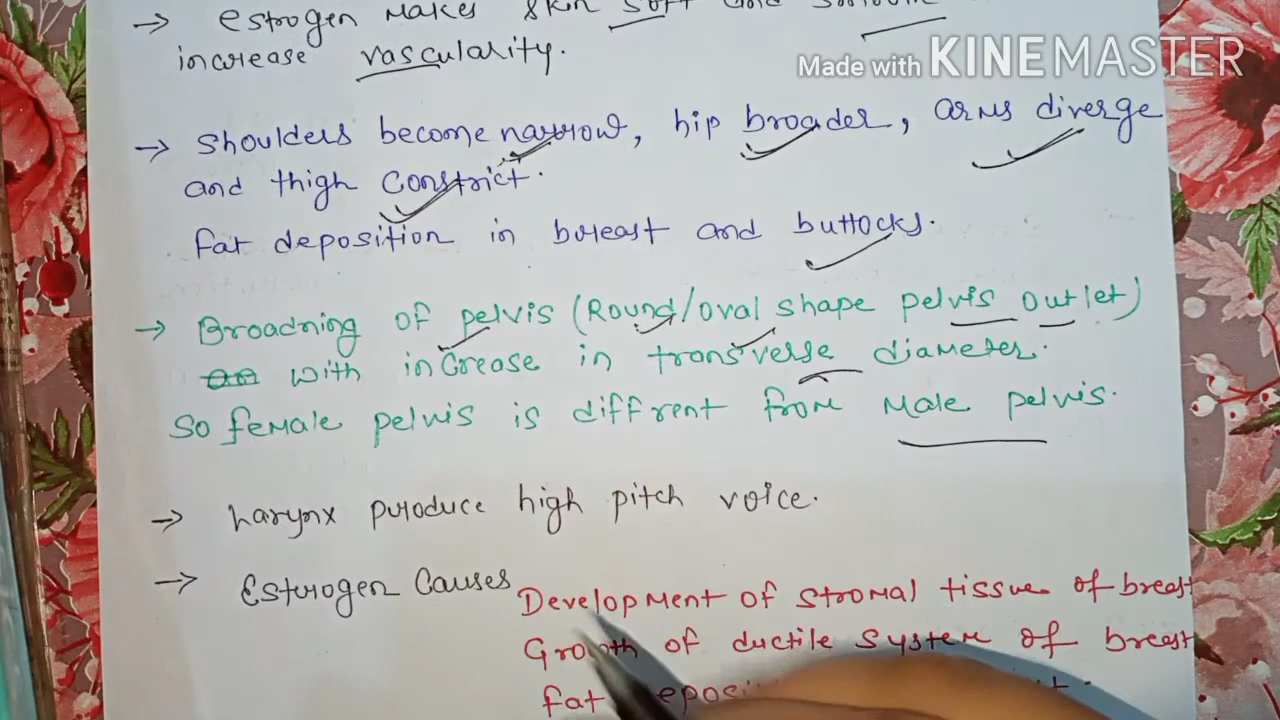 → estrogen makes skin soft and smooth
Made with KINEMASTER
increase vascularity.
→ shoulders become narrow, hip broader, arms diverge
and thigh constrict.
fat deposition in breast and buttocks.
→ Broadning of pelvis (Round/oval shape pelvis outlet)
with increase in transverse diameter.
So female pelvis is diffrent from male pelvis.
→ Larynx produce high pitch voice.
→ Estrogen causes
Development of stromal tissue of breast
Growth of ductile system of breast
fat